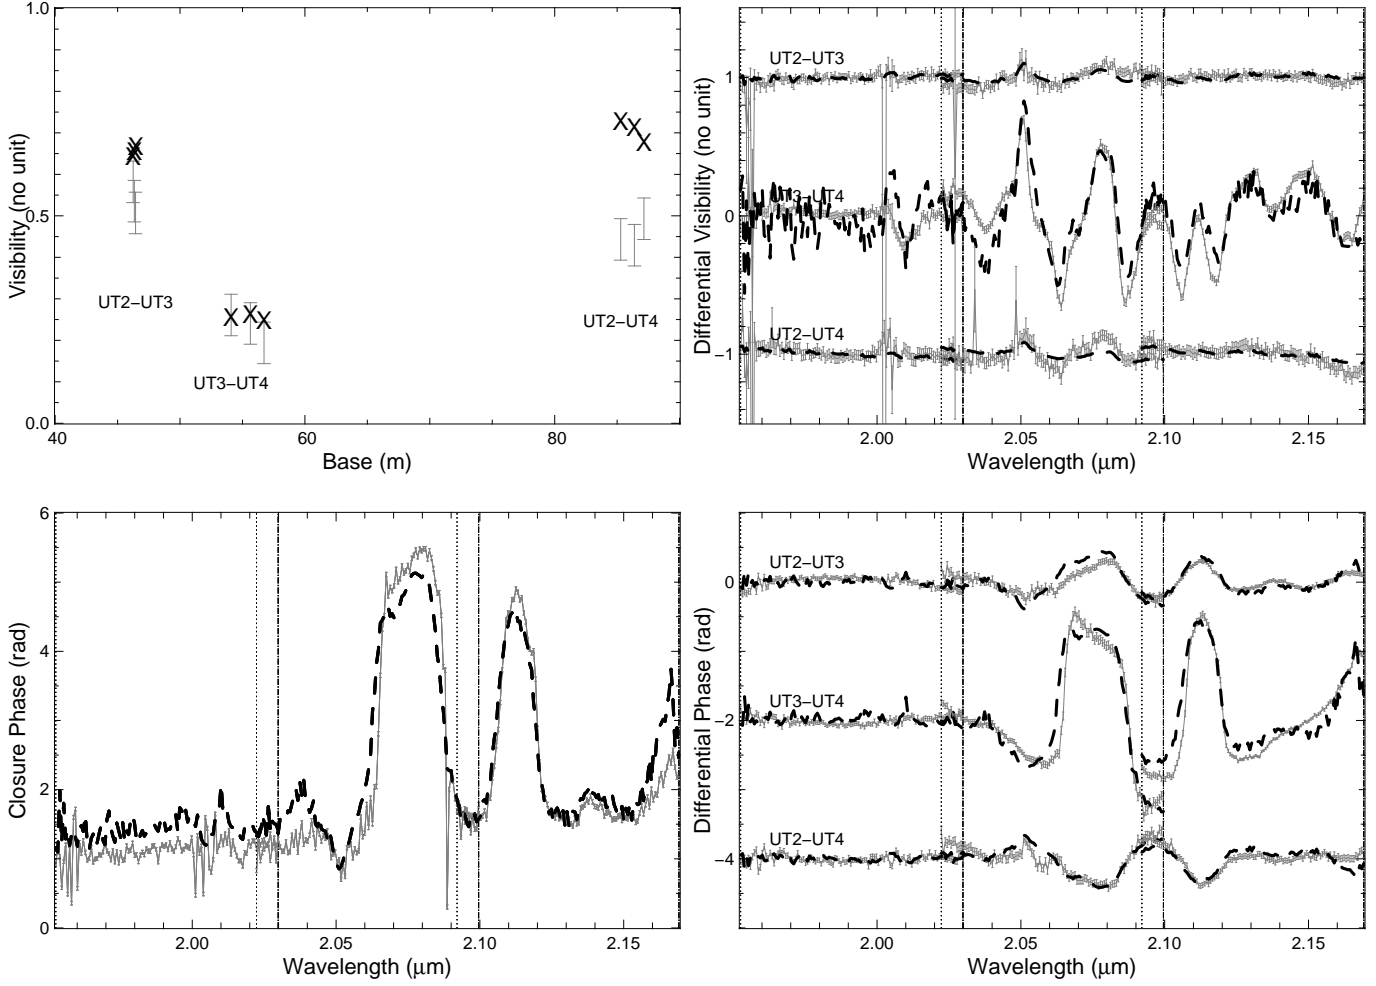 1.0
0.5
0.0
Visibility (no unit)
UT2−UT3
UT3−UT4
UT2−UT4
40
60
80
Base (m)
1
0
−1
Differential Visibility (no unit)
UT2−UT3
UT3−UT4
UT2−UT4
2.00
2.05
2.10
2.15
Wavelength (μm)
6
4
2
0
Closure Phase (rad)
2.00
2.05
2.10
2.15
Wavelength (μm)
0
−2
−4
Differential Phase (rad)
UT2−UT3
UT3−UT4
UT2−UT4
2.00
2.05
2.10
2.15
Wavelength (μm)